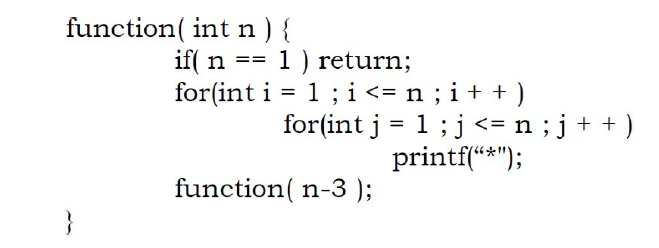 function( int n ) {
if( n == 1 ) return;
for(int i = 1 ; i <= n ; i + + )
for(int j = 1 ; j <= n ; j + + )
printf(“*");
function( n-3 );
}